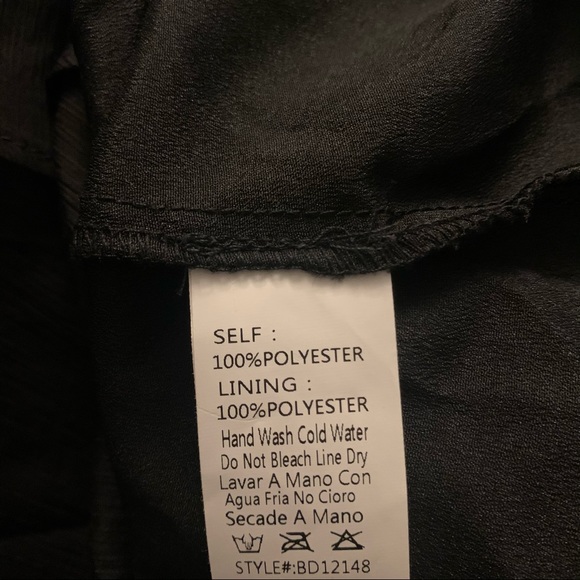 SELF :
100%POLYESTER
LINING :
100%POLYESTER
Hand Wash Cold Water
Do Not Bleach Line Dry
Lavar A Mano Con
Agua Fria No Cioro
Secade A Mano
STYLE#:BD12148